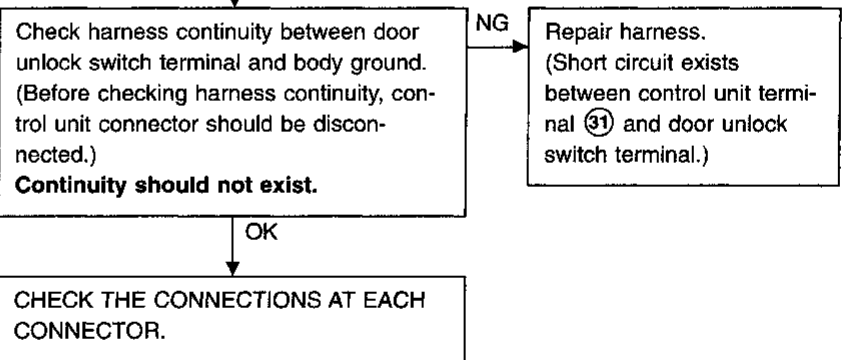 Check harness continuity between door
unlock switch terminal and body ground.
(Before checking harness continuity, con-
trol unit connector should be discon-
nected.)
Continuity should not exist.
NG
Repair harness.
(Short circuit exists
between control unit termi-
nal ㉛ and door unlock
switch terminal.)
OK
CHECK THE CONNECTIONS AT EACH
CONNECTOR.